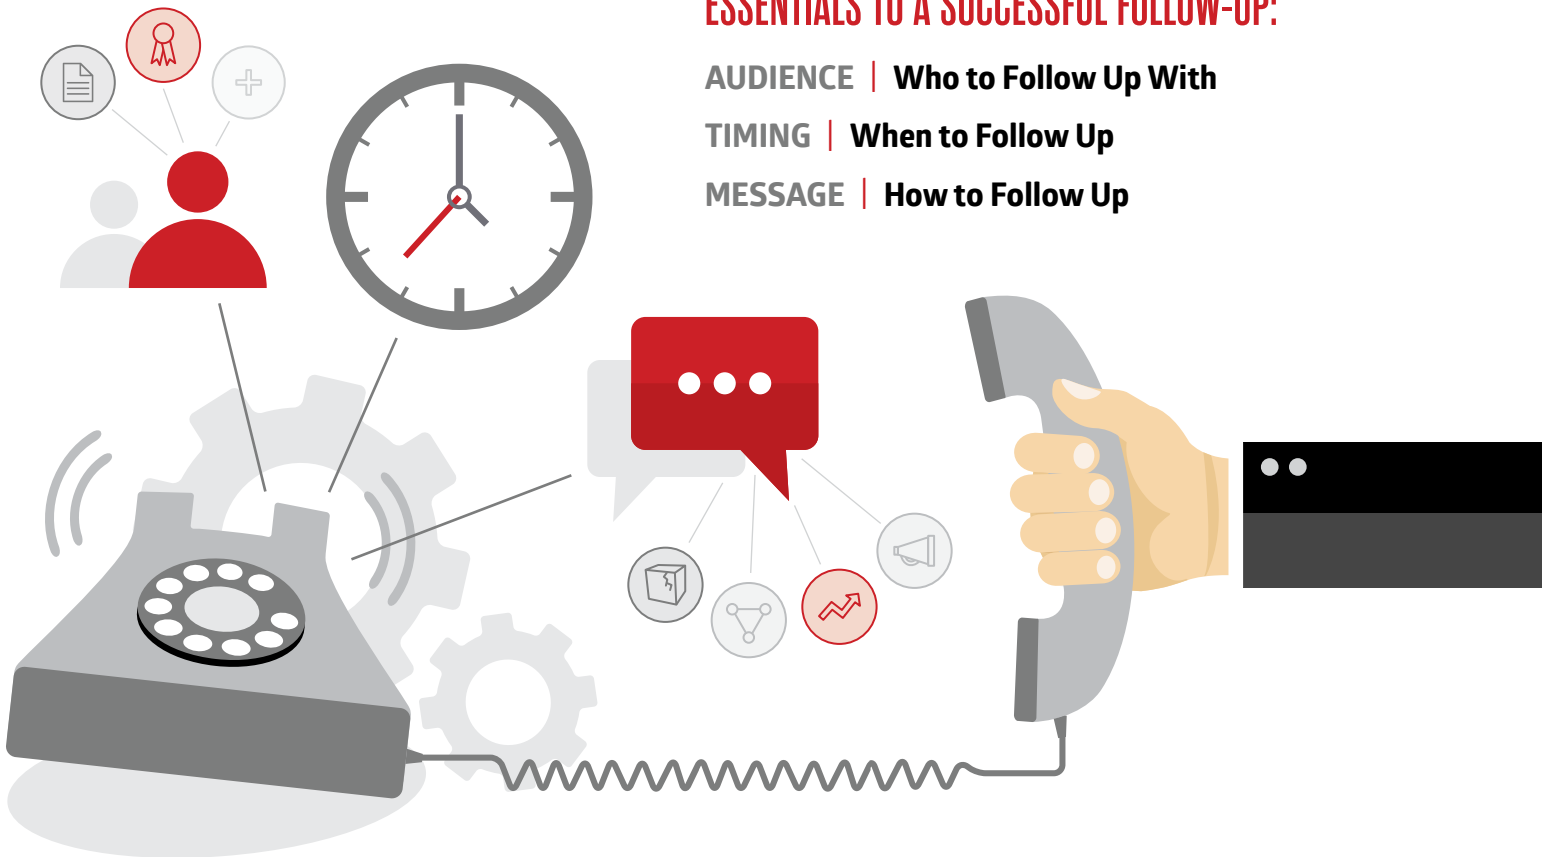 ESSENTIALS TO A SUCCESSFUL FOLLOW-UP:
AUDIENCE | Who to Follow Up With
TIMING | When to Follow Up
MESSAGE | How to Follow Up